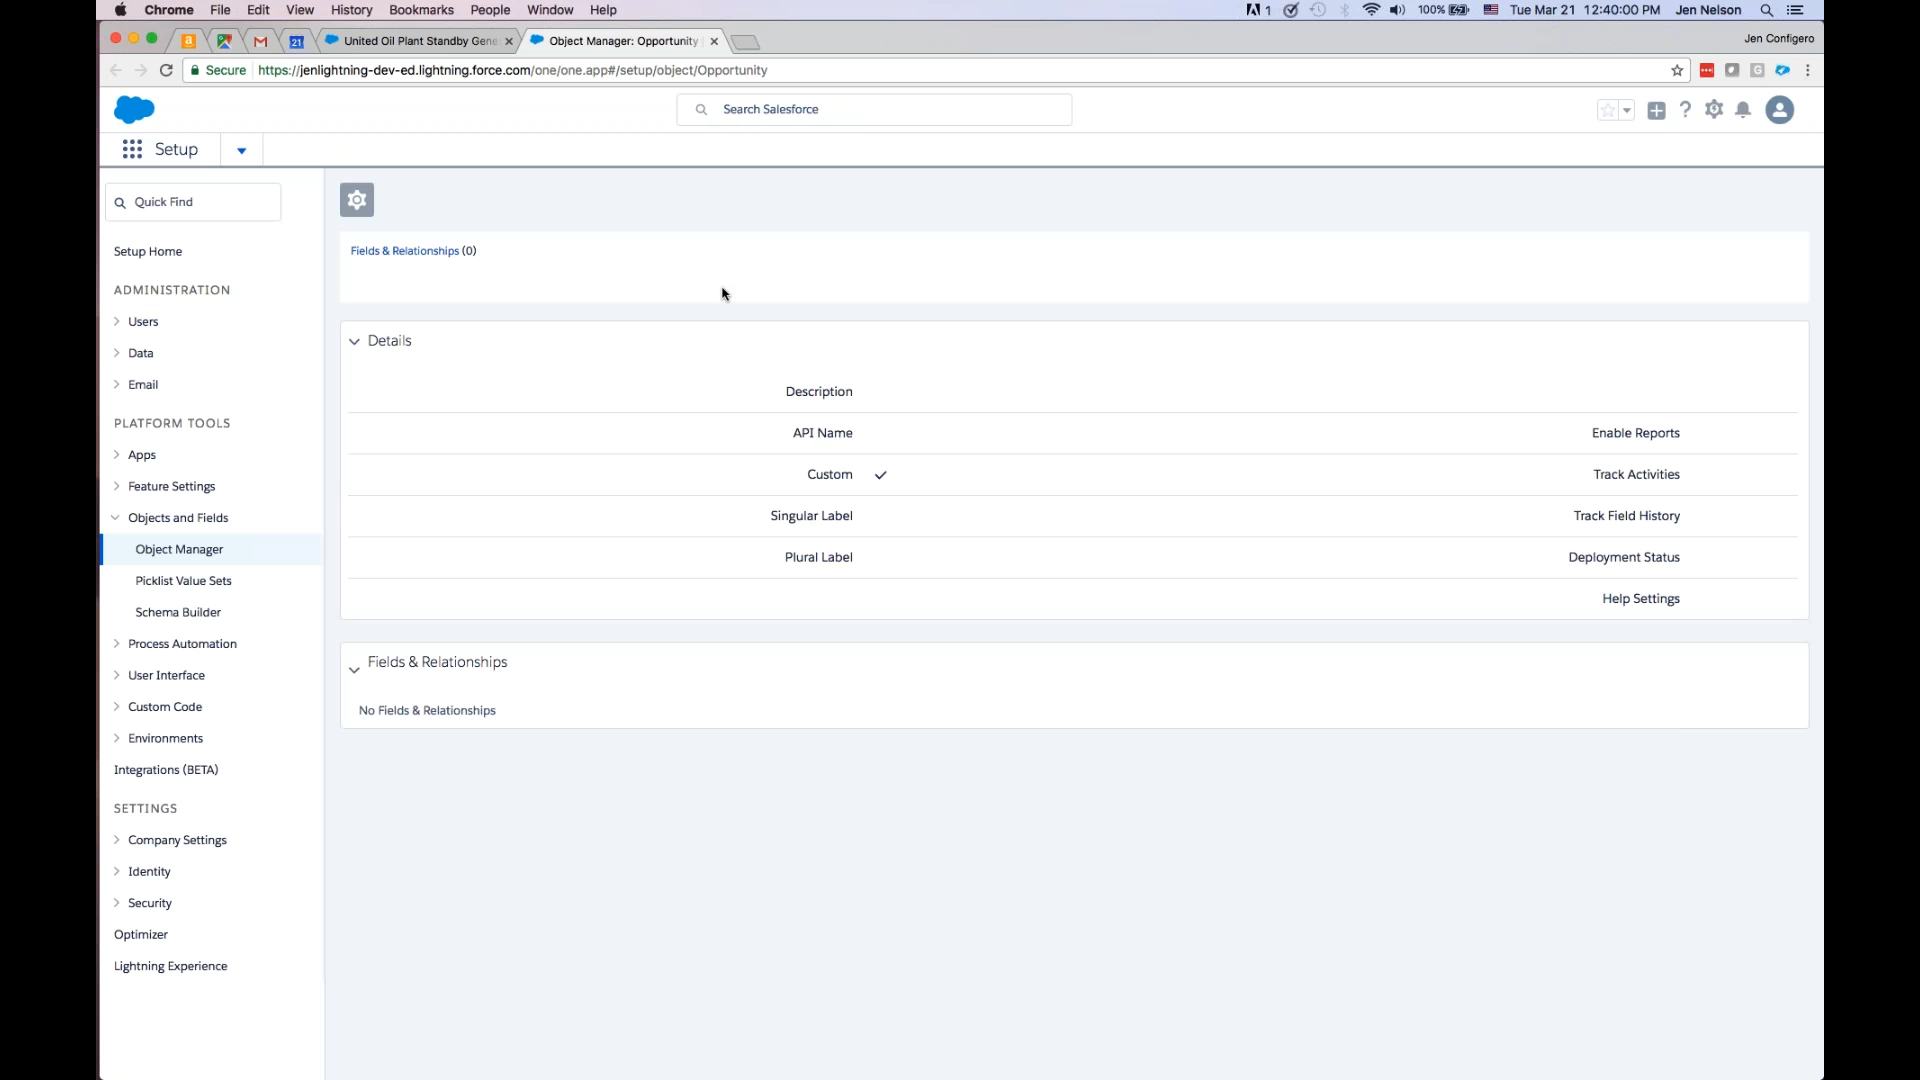 Chrome File Edit View History Bookmarks People Window Help 1 100% Tue Mar 21 12:40:00 PM Jen Nelson
a 21 United Oil Plant Standby Gene Object Manager: Opportunity Jen Configero
Secure https://jenlightning-dev-ed.lightning.force.com/one/one.app#/setup/object/Opportunity
Search Salesforce
Setup
Quick Find
Setup Home
ADMINISTRATION
Users
Data
Email
PLATFORM TOOLS
Apps
Feature Settings
Objects and Fields
Object Manager
Picklist Value Sets
Schema Builder
Process Automation
User Interface
Custom Code
Environments
Integrations (BETA)
SETTINGS
Company Settings
Identity
Security
Optimizer
Lightning Experience
Fields & Relationships (0)
Details
Description
API Name Enable Reports
Custom Track Activities
Singular Label Track Field History
Plural Label Deployment Status
Help Settings
Fields & Relationships
No Fields & Relationships